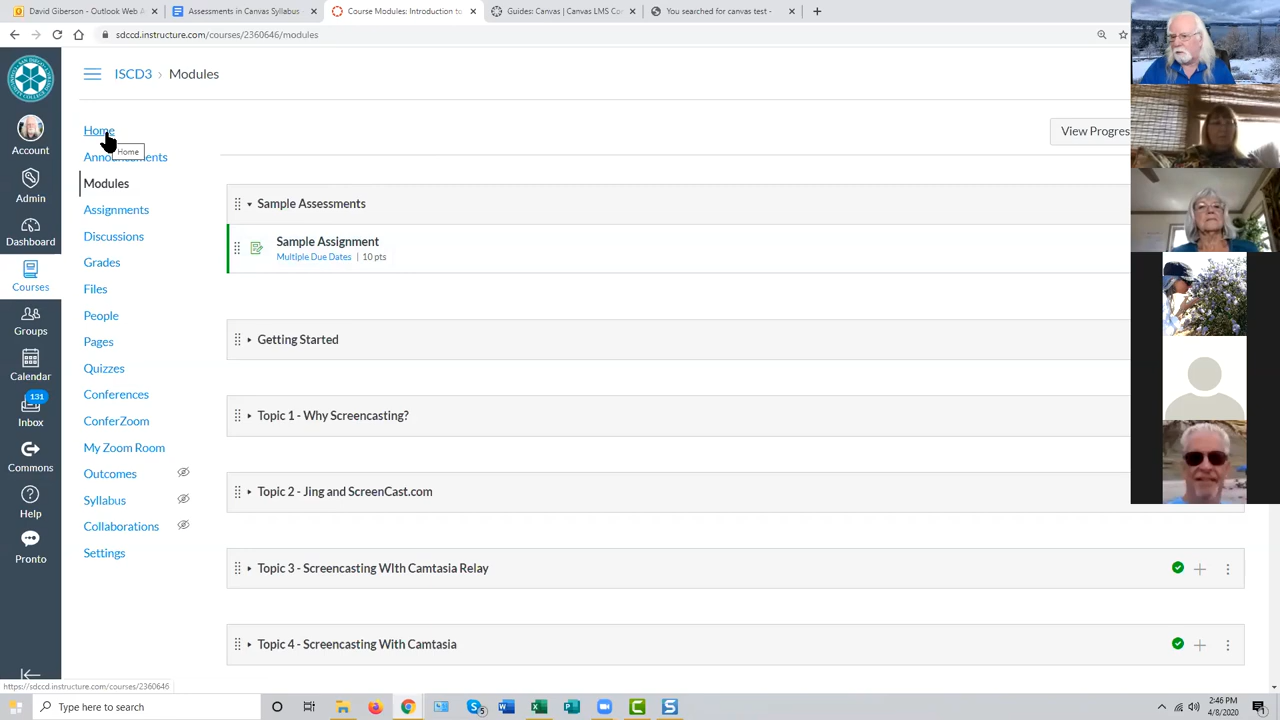 David Giberson - Outlook Web A
Assessments in Canvas Syllabus
Course Modules: Introduction to
Guides: Canvas | Canvas LMS Co
You searched for canvas test -
sdccd.instructure.com/courses/2360646/modules
ISCD3 › Modules
Account
Admin
Dashboard
Courses
Groups
Calendar
131
Inbox
Commons
Help
Pronto
Home
Home
Announcements
Modules
Assignments
Discussions
Grades
Files
People
Pages
Quizzes
Conferences
ConferZoom
My Zoom Room
Outcomes
Syllabus
Collaborations
Settings
View Progres
Sample Assessments
Sample Assignment
Multiple Due Dates | 10 pts
Getting Started
Topic 1 - Why Screencasting?
Topic 2 - Jing and ScreenCast.com
Topic 3 - Screencasting WIth Camtasia Relay
Topic 4 - Screencasting With Camtasia
https://sdccd.instructure.com/courses/2360646
Type here to search
5
2:46 PM
4/8/2020
1